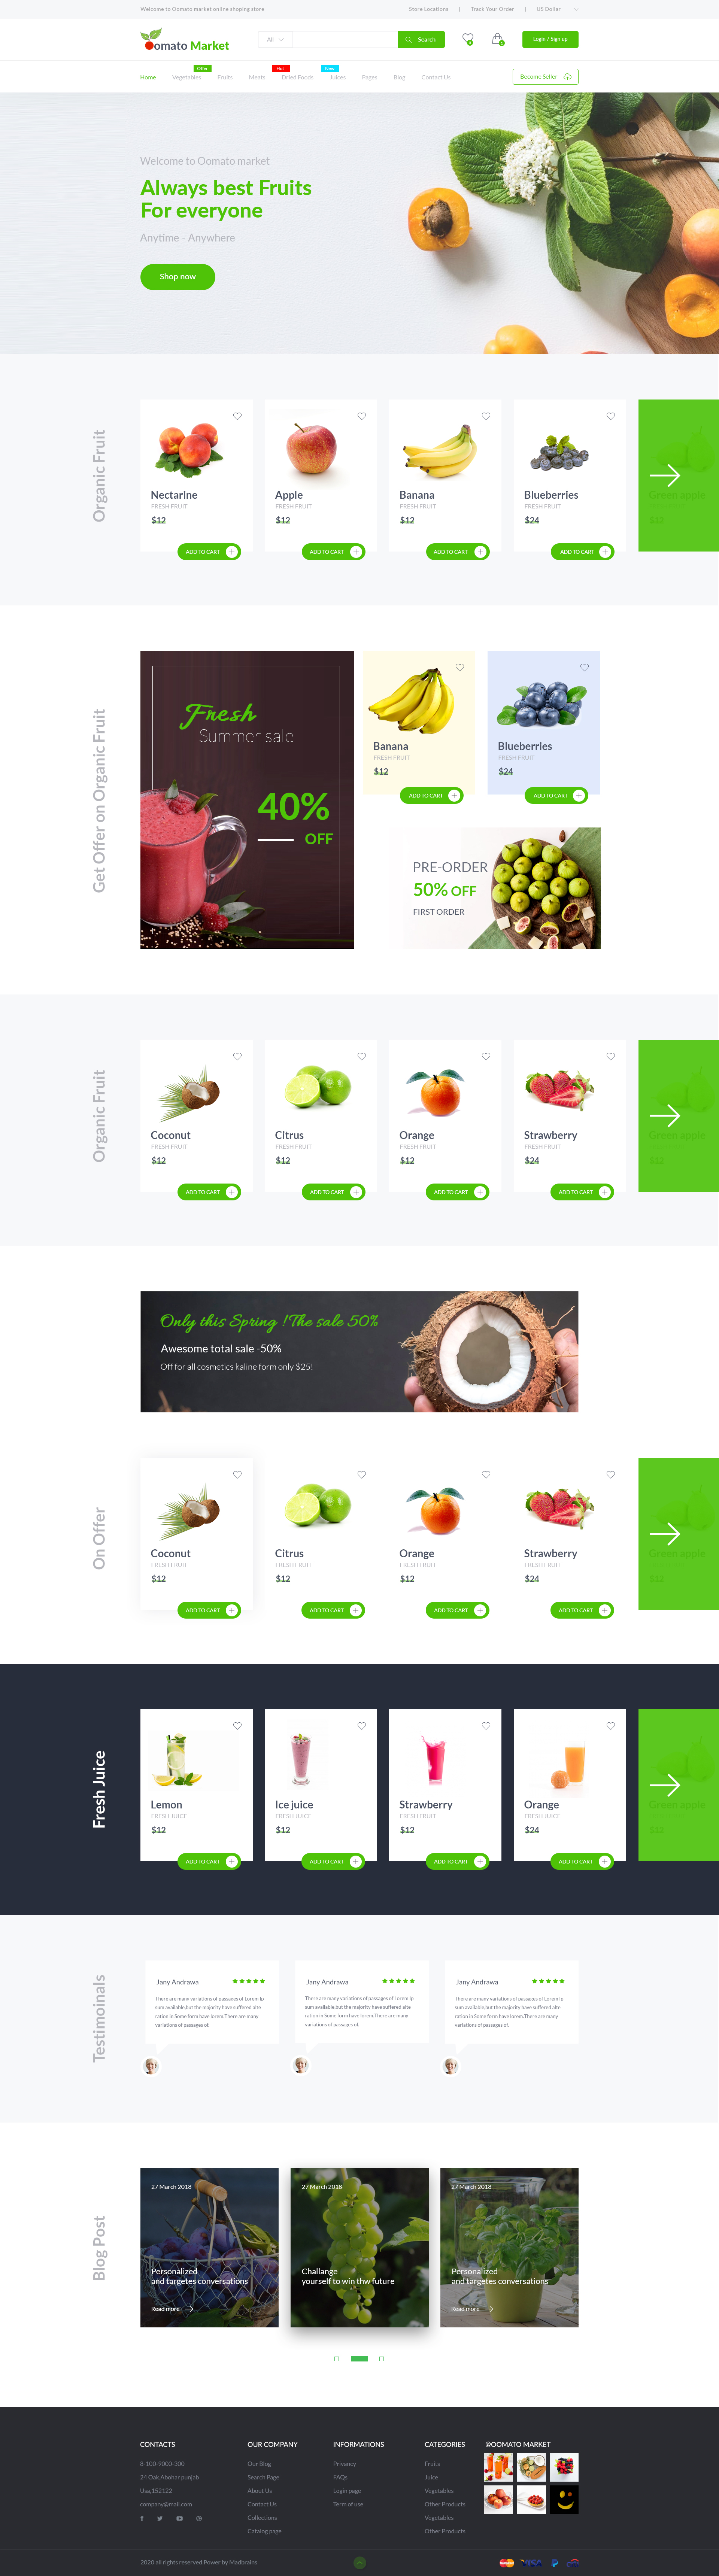 Welcome to Oomato market online shoping store
Store Locations | Track Your Order | US Dollar
Oomato Market
All
Search
Login / Sign up
Offer
Hot
New
Home Vegetables Fruits Meats Dried Foods Juices Pages Blog Contact Us
Become Seller
Welcome to Oomato market
Always best Fruits
For everyone
Anytime - Anywhere
Shop now
Organic Fruit
Nectarine
FRESH FRUIT
$12
ADD TO CART
Apple
FRESH FRUIT
$12
ADD TO CART
Banana
FRESH FRUIT
$12
ADD TO CART
Blueberries
FRESH FRUIT
$24
ADD TO CART
Green apple
$12
Get Offer on Organic Fruit
Fresh
Summer sale
40%
OFF
Banana
FRESH FRUIT
$12
ADD TO CART
Blueberries
FRESH FRUIT
$24
ADD TO CART
PRE-ORDER
50% OFF
FIRST ORDER
Organic Fruit
Coconut
FRESH FRUIT
$12
ADD TO CART
Citrus
FRESH FRUIT
$12
ADD TO CART
Orange
FRESH FRUIT
$12
ADD TO CART
Strawberry
FRESH FRUIT
$24
ADD TO CART
Green apple
$12
Only this Spring !The sale 50%
Awesome total sale -50%
Off for all cosmetics kaline form only $25!
On Offer
Coconut
FRESH FRUIT
$12
ADD TO CART
Citrus
FRESH FRUIT
$12
ADD TO CART
Orange
FRESH FRUIT
$12
ADD TO CART
Strawberry
FRESH FRUIT
$24
ADD TO CART
Green apple
$12
Fresh Juice
Lemon
FRESH JUICE
$12
ADD TO CART
Ice juice
FRESH JUICE
$12
ADD TO CART
Strawberry
FRESH FRUIT
$12
ADD TO CART
Orange
FRESH JUICE
$24
ADD TO CART
Green apple
$12
Testimoinals
Jany Andrawa
There are many variations of passages of Lorem Ip
sum available,but the majority have suffered alte
ration in Some form have lorem.There are many
variations of passages of.
Jany Andrawa
There are many variations of passages of Lorem Ip
sum available,but the majority have suffered alte
ration in Some form have lorem.There are many
variations of passages of.
Jany Andrawa
There are many variations of passages of Lorem Ip
sum available,but the majority have suffered alte
ration in Some form have lorem.There are many
variations of passages of.
Blog Post
27 March 2018
Personalized
and targetes conversations
Read more
27 March 2018
Challange
yourself to win thw future
27 March 2018
Personalized
and targetes conversations
Read more
CONTACTS
8-100-9000-300
24 Oak,Abohar punjab
Usa,152122
company@mail.com
OUR COMPANY
Our Blog
Search Page
About Us
Contact Us
Collections
Catalog page
INFORMATIONS
Privancy
FAQs
Login page
Term of use
CATEGORIES
Fruits
Juice
Vegetables
Other Products
Vegetables
Other Products
@OOMATO MARKET
2020 all rights reserved.Power by Madbrains
VISA